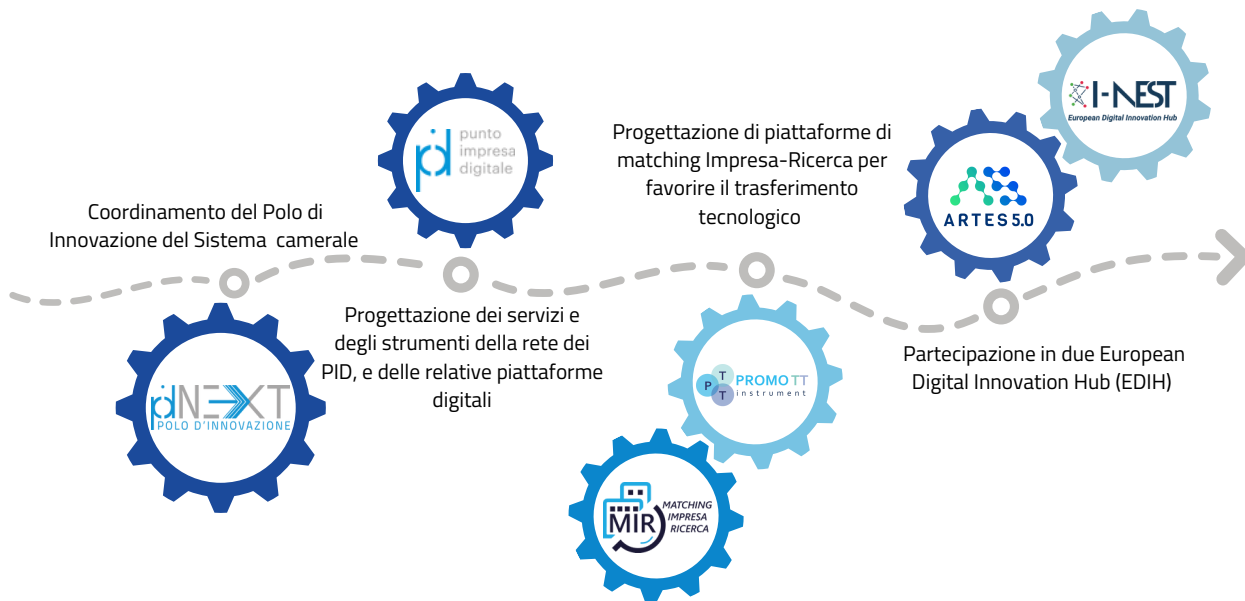 Coordinamento del Polo di
Innovazione del Sistema camerale
pidNEXT
POLO D'INNOVAZIONE
pid
punto
impresa
digitale
Progettazione dei servizi e
degli strumenti della rete dei
PID, e delle relative piattaforme
digitali
Progettazione di piattaforme di
matching Impresa-Ricerca per
favorire il trasferimento
tecnologico
P T T
PROMO TT
instrument
MIR
MATCHING
IMPRESA
RICERCA
ARTES 5.0
I-NEST
European Digital Innovation Hub
Partecipazione in due European
Digital Innovation Hub (EDIH)